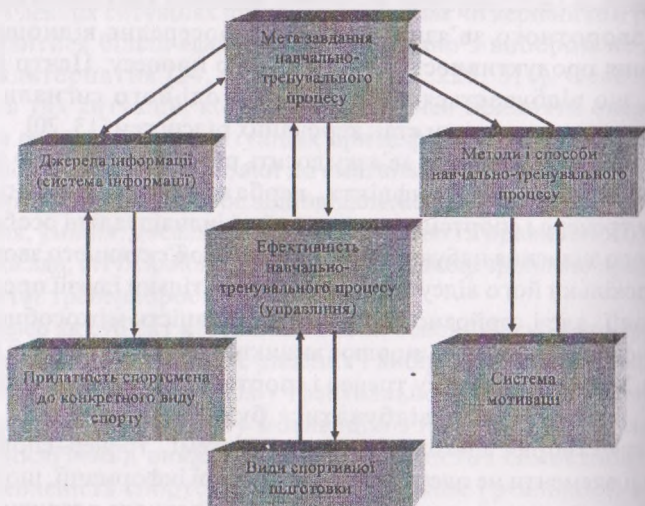 Мета завдання
навчально-
тренувального
процесу
Джерела інформації
(система інформації)
Методи і способи
навчально-тренувального
процесу
Ефективність
навчально-
тренувального процесу
(управління)
Придатність спортсмена
до конкретного виду
спорту
Система
мотивації
Види спортивної
підготовки